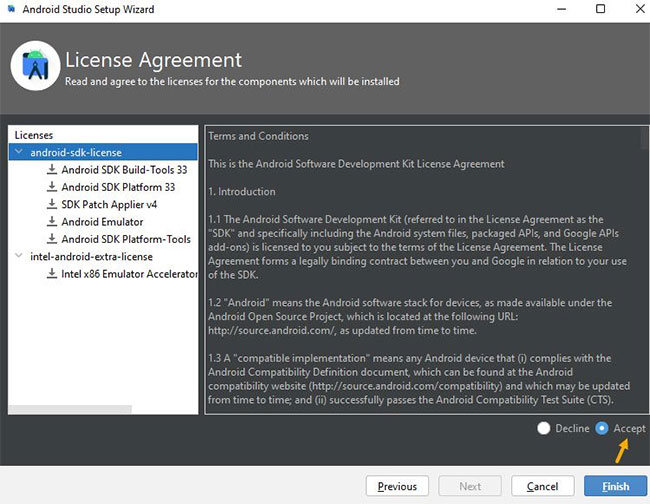 Android Studio Setup Wizard
License Agreement
Read and agree to the licenses for the components which will be installed
Licenses
android-sdk-license
Android SDK Build-Tools 33
Android SDK Platform 33
SDK Patch Applier v4
Android Emulator
Android SDK Platform-Tools
intel-android-extra-license
Intel x86 Emulator Accelerator
Terms and Conditions
This is the Android Software Development Kit License Agreement
1. Introduction
1.1 The Android Software Development Kit (referred to in the License Agreement as the
"SDK" and specifically including the Android system files, packaged APIs, and Google APIs
add-ons) is licensed to you subject to the terms of the License Agreement. The License
Agreement forms a legally binding contract between you and Google in relation to your use
of the SDK.
1.2 "Android" means the Android software stack for devices, as made available under the
Android Open Source Project, which is located at the following URL:
http://source.android.com/, as updated from time to time.
1.3 A "compatible implementation" means any Android device that (i) complies with the
Android Compatibility Definition document, which can be found at the Android
compatibility website (http://source.android.com/compatibility) and which may be updated
from time to time; and (ii) successfully passes the Android Compatibility Test Suite (CTS).
Decline Accept
Previous Next Cancel Finish